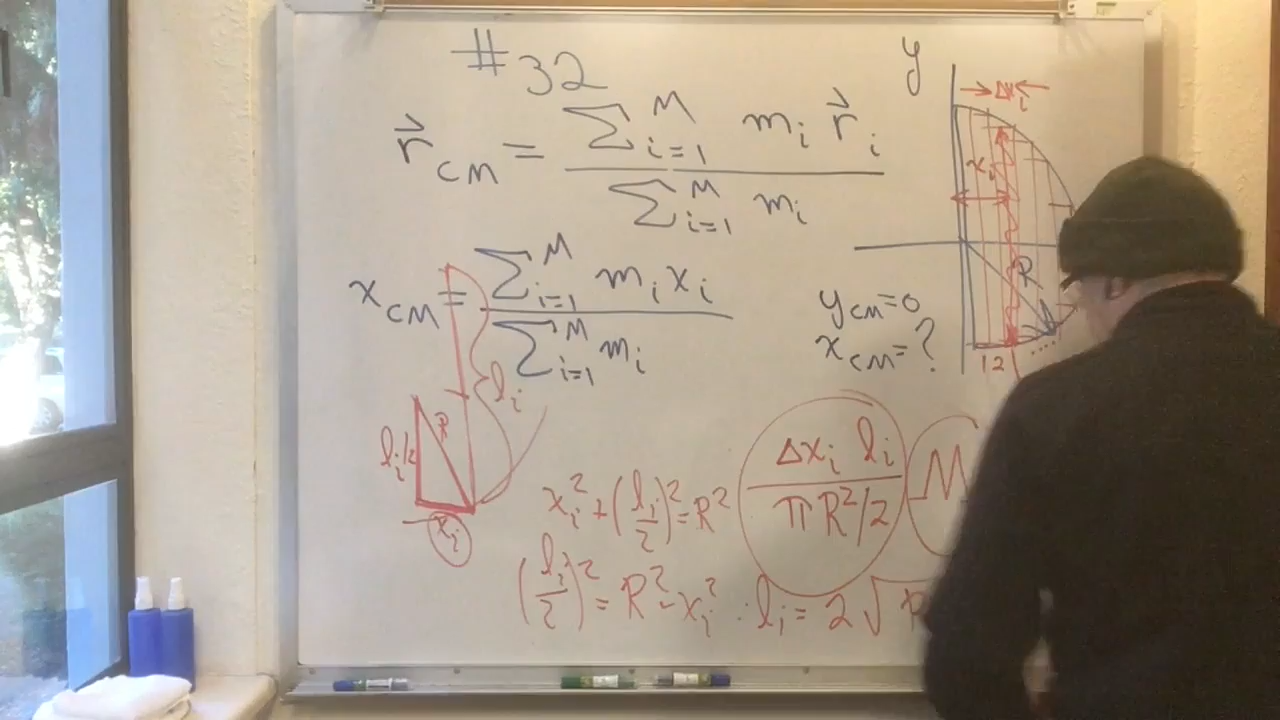 #32
y
→ Δx_i ←
r⃗_CM = Σ_{i=1}^{M} m_i r⃗_i / Σ_{i=1}^{M} m_i
x_i
x_CM = Σ_{i=1}^{M} m_i x_i / Σ_{i=1}^{M} m_i
R
y_CM = 0
x_CM = ?
12
l_i
l_i/2
R
x_i
x_i² + (l_i/2)² = R²
Δx_i l_i / πR²/2
M
(l_i/2)² = R² - x_i² ∴ l_i = 2√R